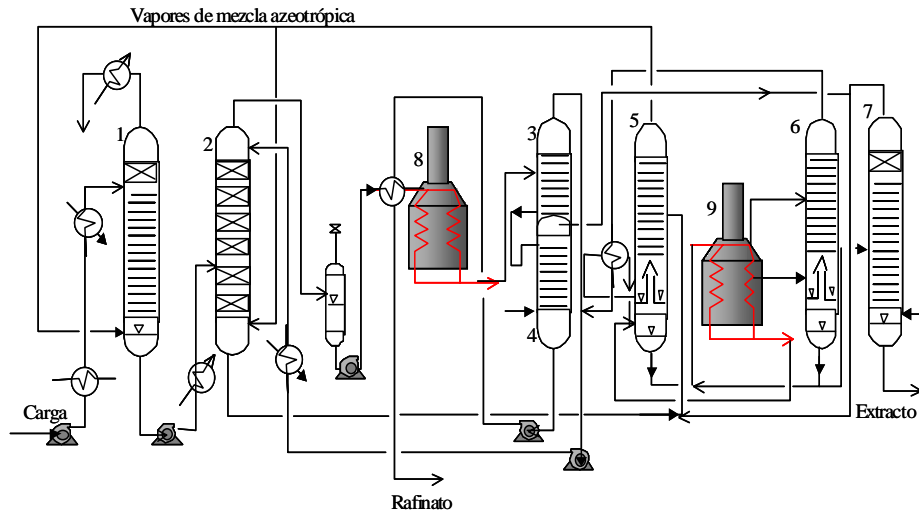 Vapores de mezcla azeotrópica
1
2
3
4
5
6
7
8
9
Carga
Extracto
Rafinato